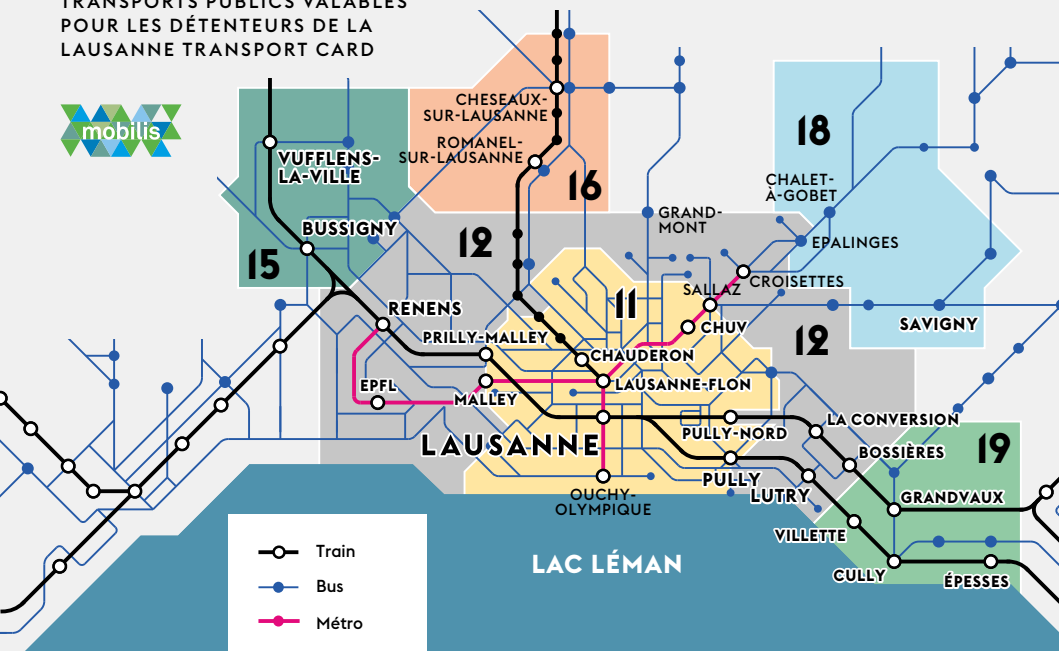 TRANSPORTS PUBLICS VALABLES
POUR LES DÉTENTEURS DE LA
LAUSANNE TRANSPORT CARD
mobilis
CHESEAUX-
SUR-LAUSANNE
ROMANEL-
SUR-LAUSANNE
16
18
VUFFLENS-
LA-VILLE
CHALET-
À-GOBET
GRAND-
MONT
BUSSIGNY
12
EPALINGES
15
CROISETTES
SALLAZ
11
RENENS
CHUV
SAVIGNY
PRILLY-MALLEY
12
CHAUDERON
EPFL
LAUSANNE-FLON
MALLEY
LA CONVERSION
PULLY-NORD
LAUSANNE
BOSSIÈRES
19
PULLY
LUTRY
GRANDVAUX
OUCHY-
OLYMPIQUE
VILLETTE
LAC LÉMAN
CULLY
ÉPESSES
Train
Bus
Métro